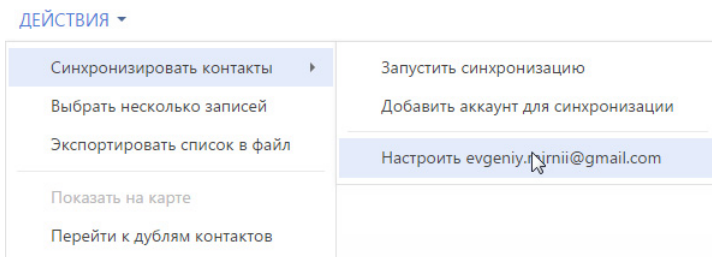 ДЕЙСТВИЯ
Синхронизировать контакты
Выбрать несколько записей
Экспортировать список в файл
Показать на карте
Перейти к дублям контактов
Запустить синхронизацию
Добавить аккаунт для синхронизации
Настроить